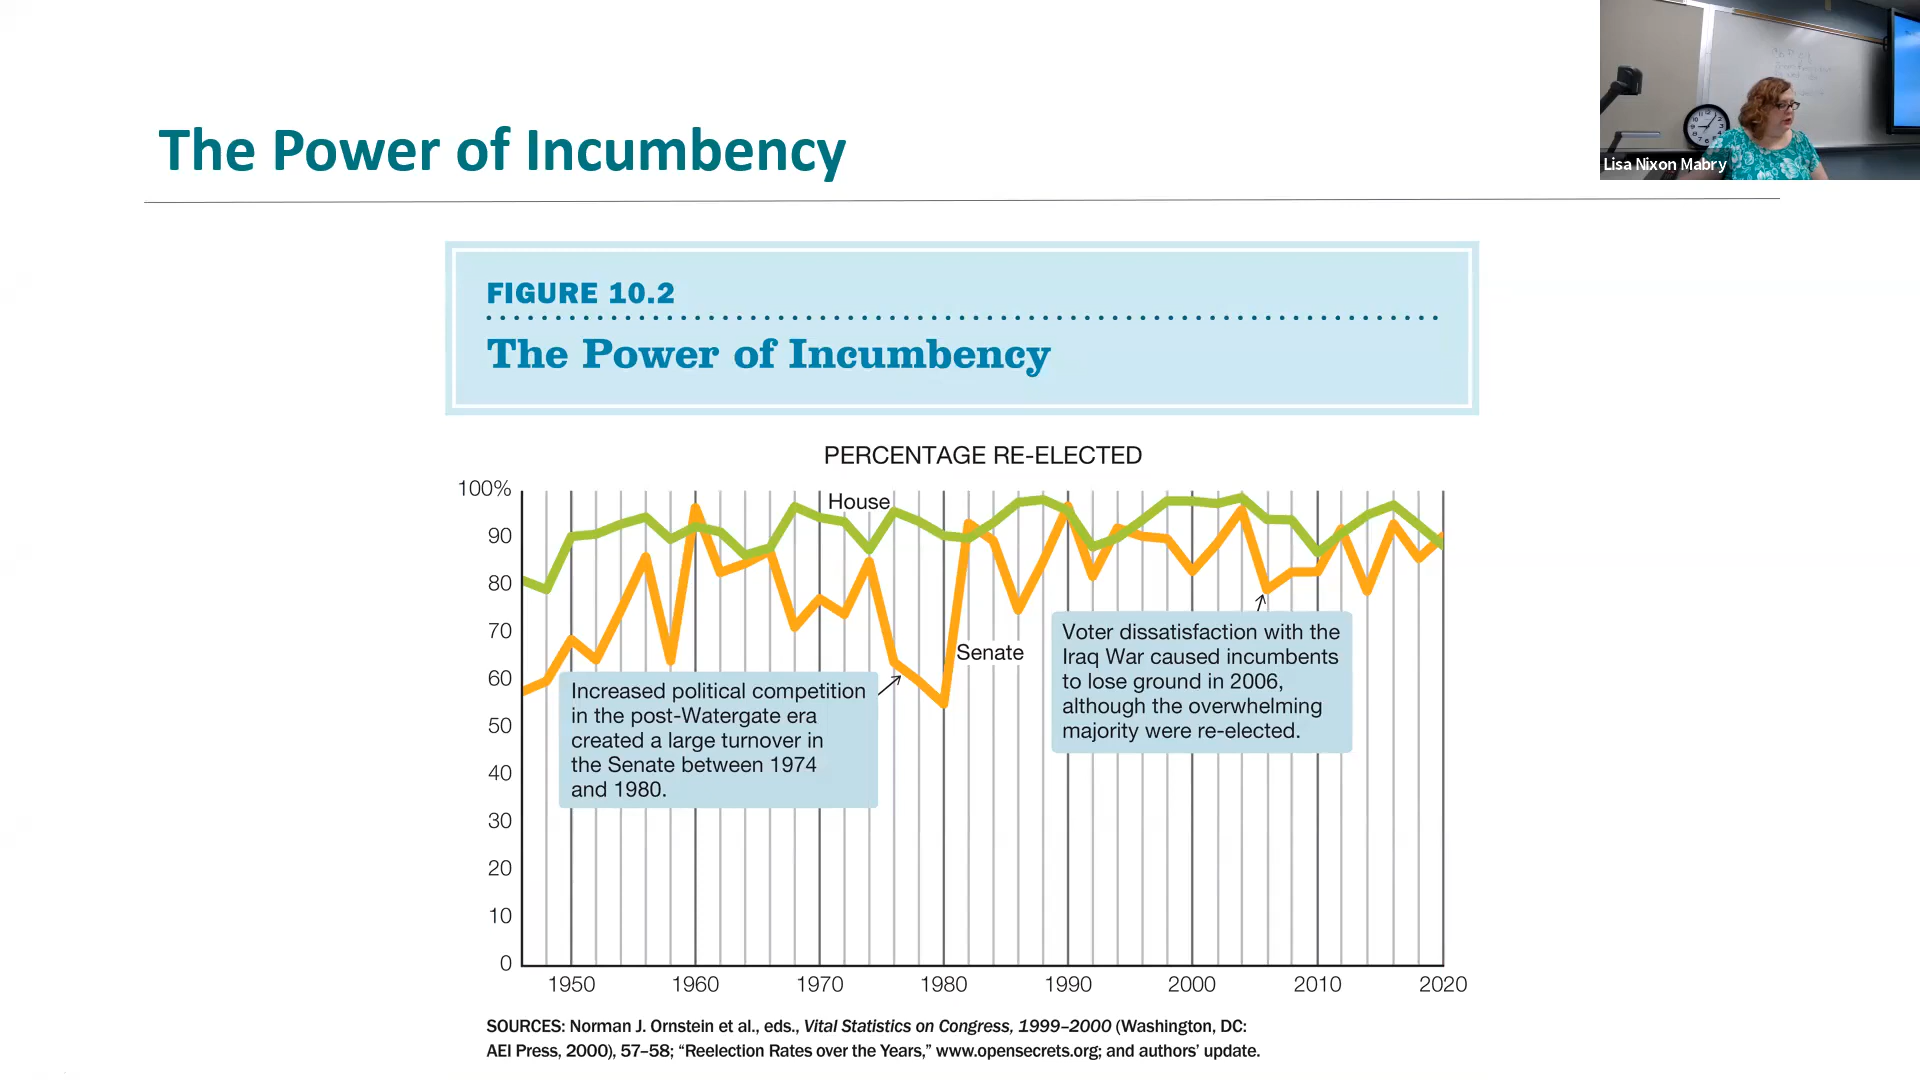 The Power of Incumbency
Lisa Nixon Mabry
FIGURE 10.2
The Power of Incumbency
PERCENTAGE RE-ELECTED
100%
90
80
70
60
50
40
30
20
10
0
House
Senate
Increased political competition
in the post-Watergate era
created a large turnover in
the Senate between 1974
and 1980.
Voter dissatisfaction with the
Iraq War caused incumbents
to lose ground in 2006,
although the overwhelming
majority were re-elected.
1950 1960 1970 1980 1990 2000 2010 2020
SOURCES: Norman J. Ornstein et al., eds., Vital Statistics on Congress, 1999–2000 (Washington, DC:
AEI Press, 2000), 57–58; “Reelection Rates over the Years,” www.opensecrets.org; and authors’ update.